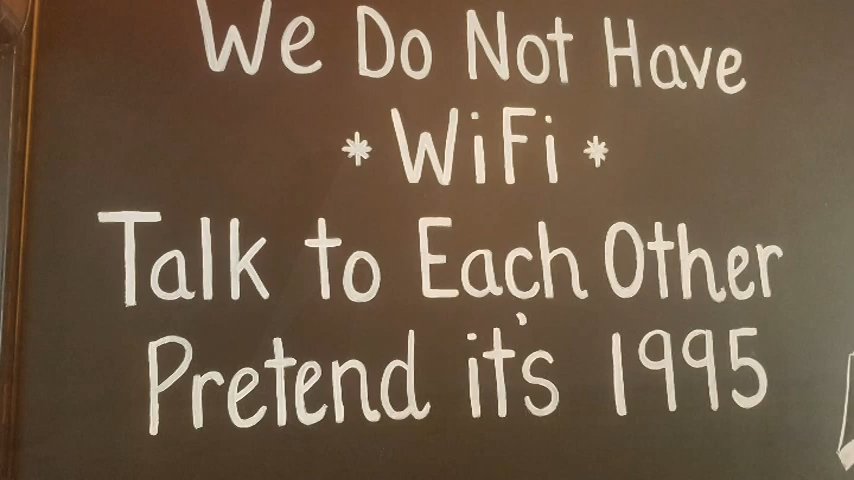 We Do Not Have
* WiFi *
Talk to Each Other
Pretend it's 1995